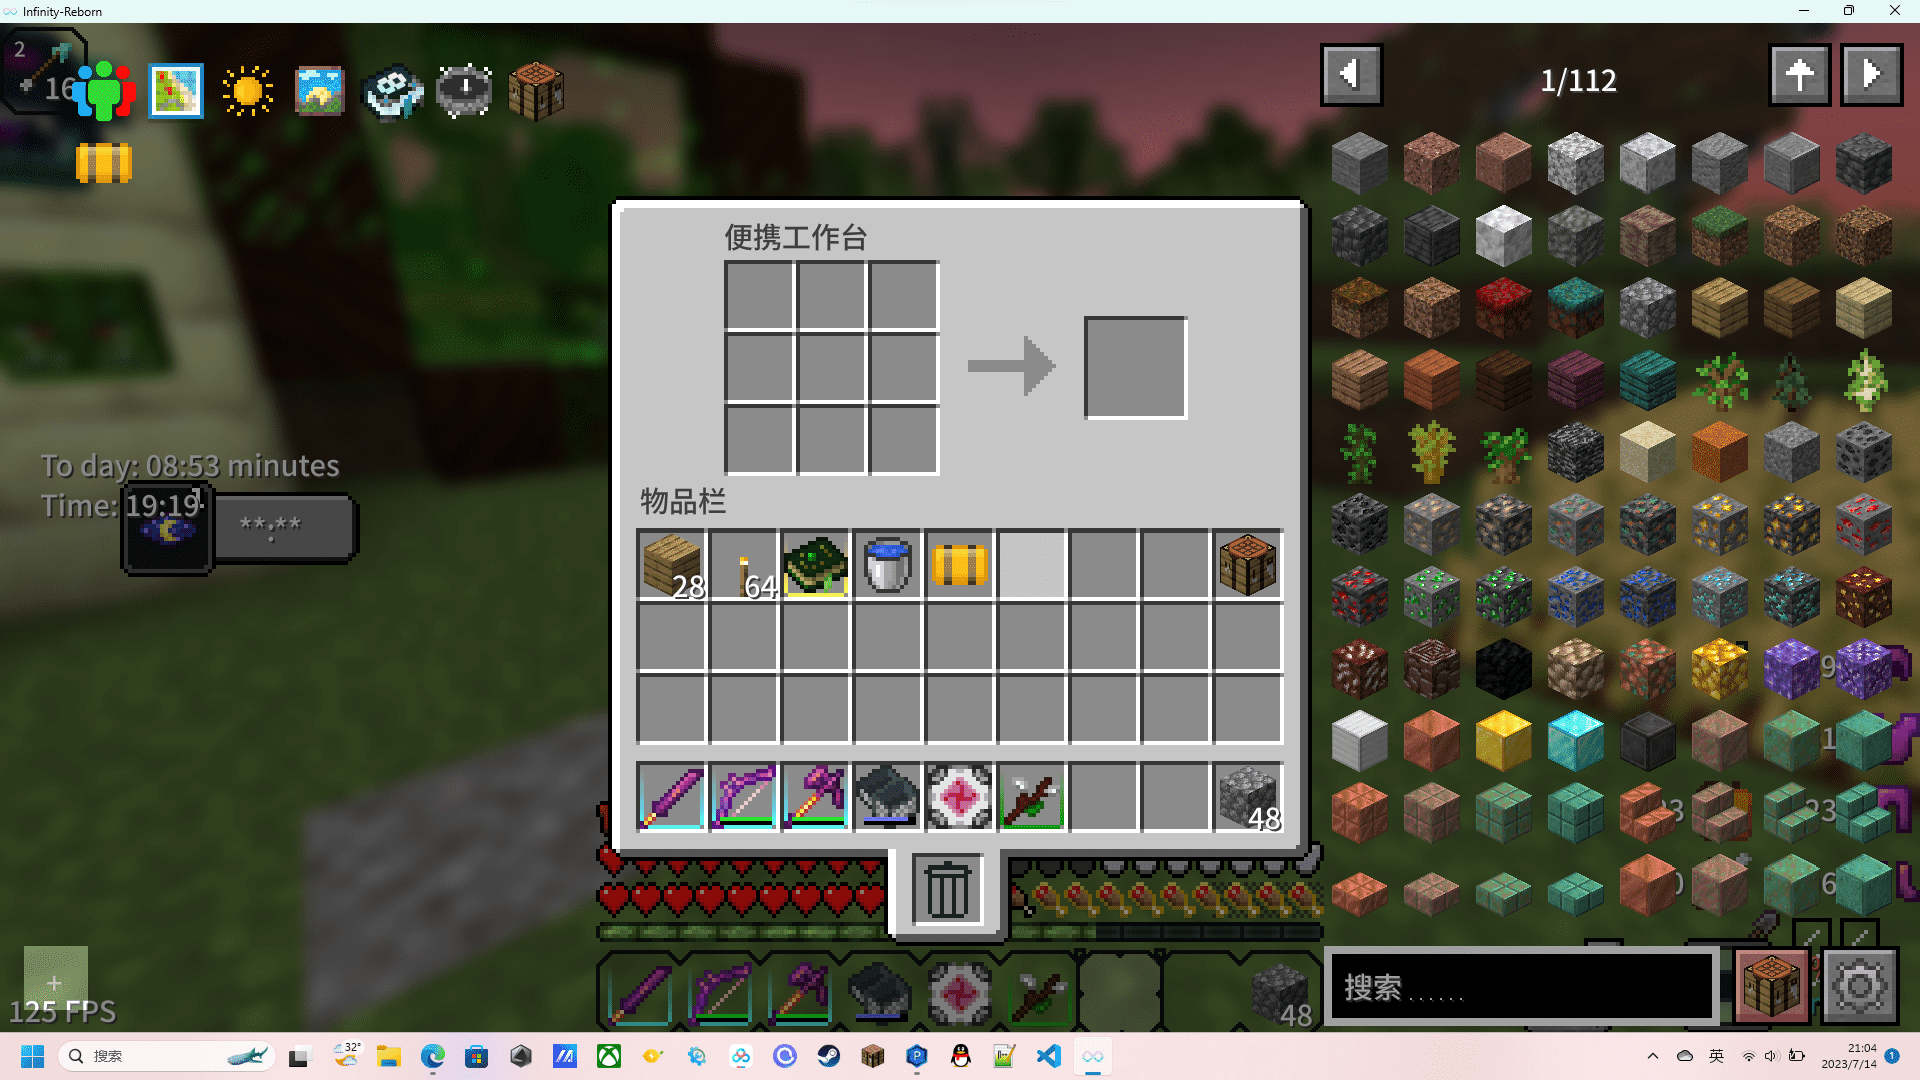 Infinity-Reborn
2
16
1/112
便携工作台
To day: 08:53 minutes
Time: 19:19
**:**
物品栏
28
64
48
125 FPS
48
搜索 ......
搜索
32°
英
21:04
2023/7/14
1